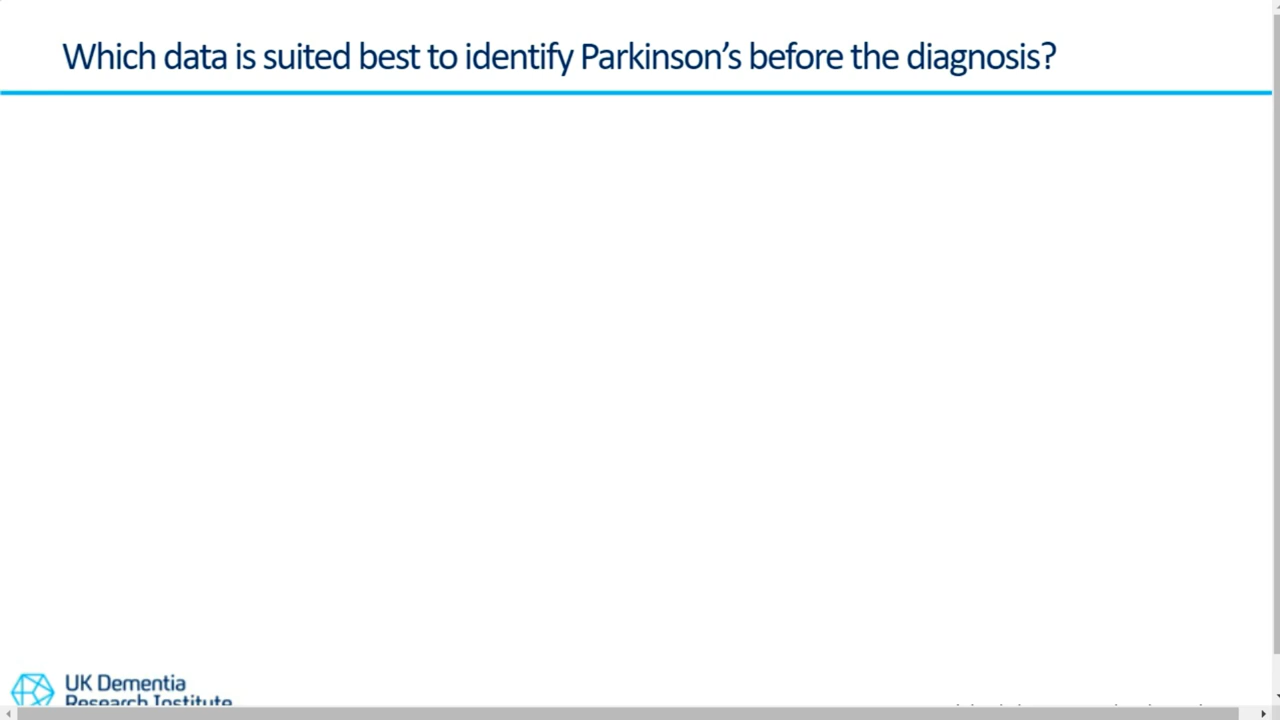 Which data is suited best to identify Parkinson's before the diagnosis?
UK Dementia
Research Institute